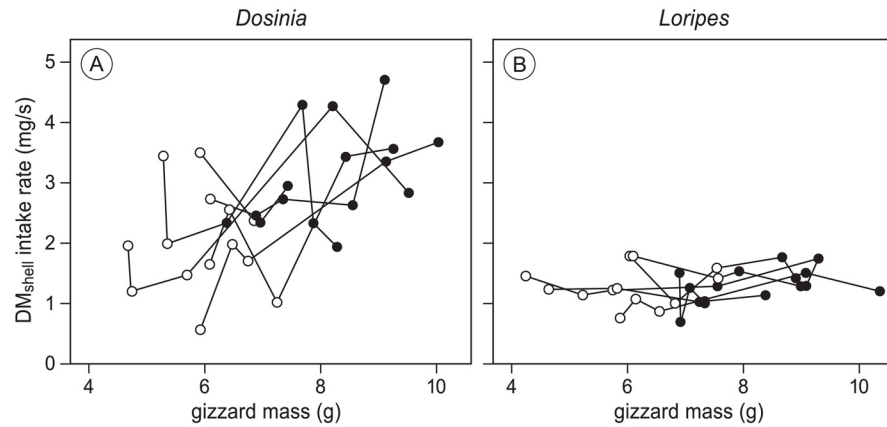 Dosinia
Loripes
A
B
DMshell intake rate (mg/s)
5
4
3
2
1
0
4 6 8 10
4 6 8 10
gizzard mass (g)
gizzard mass (g)